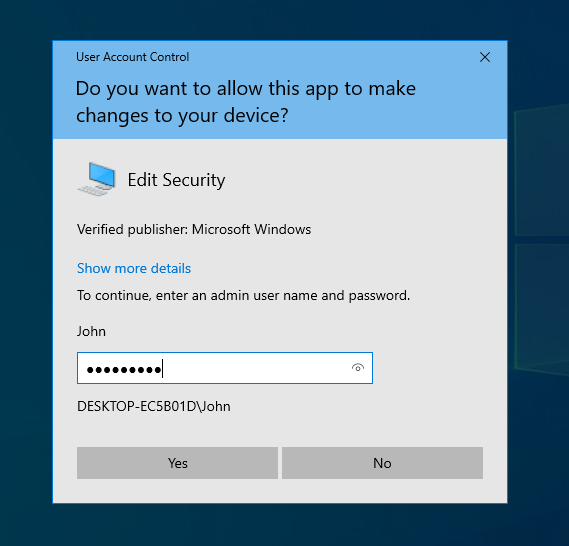 User Account Control
Do you want to allow this app to make
changes to your device?
Edit Security
Verified publisher: Microsoft Windows
Show more details
To continue, enter an admin user name and password.
John
●●●●●●●●●
DESKTOP-EC5B01D\John
Yes
No